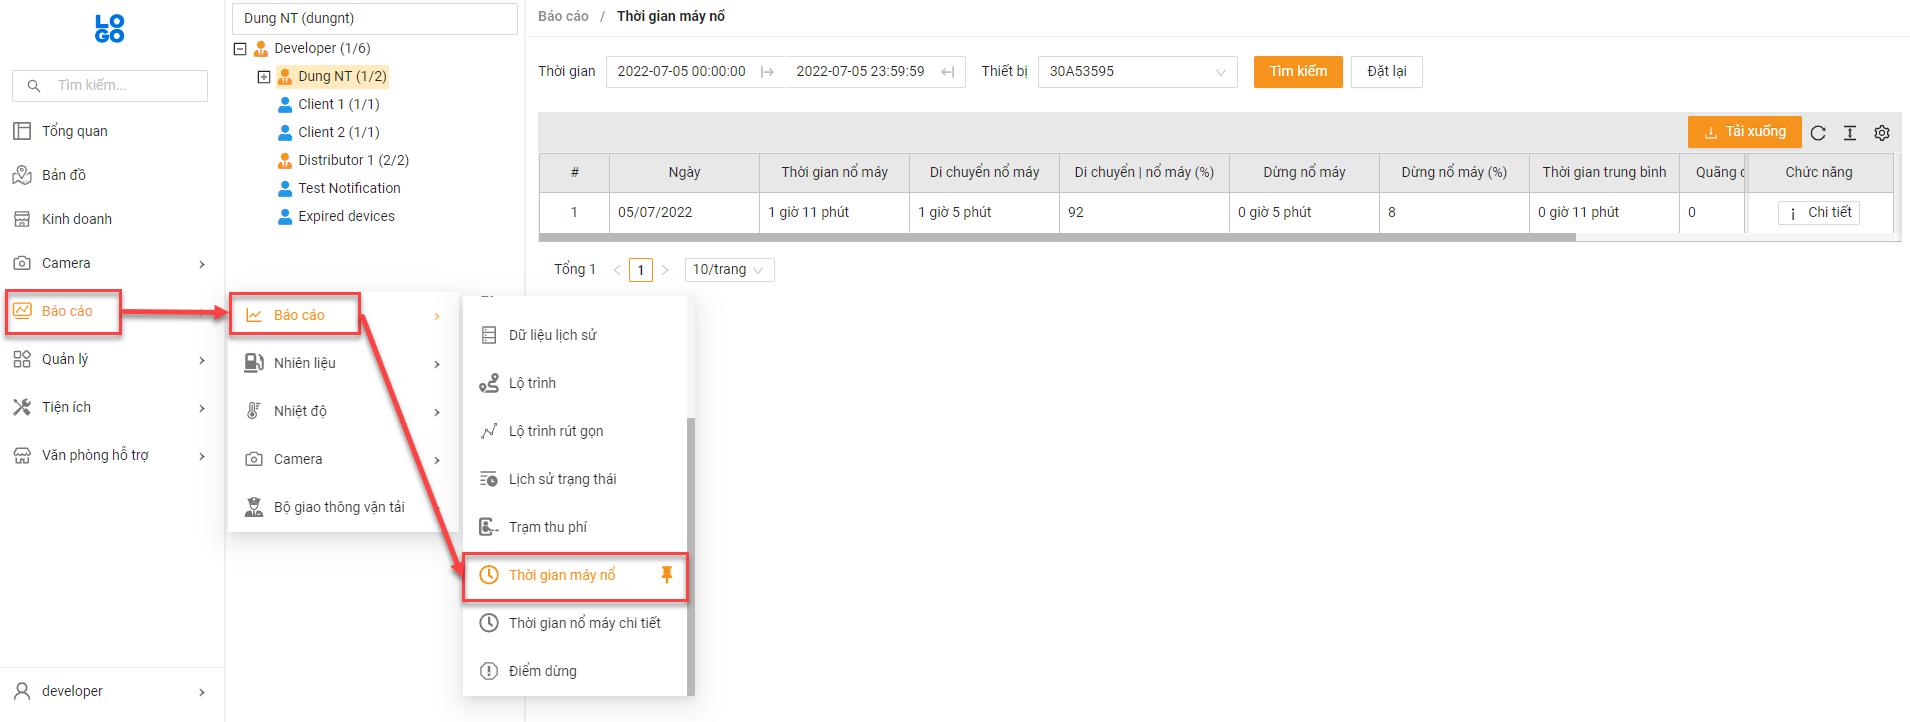 LO
GO
Tìm kiếm...
Tổng quan
Bản đồ
Kinh doanh
Camera
Báo cáo
Quản lý
Tiện ích
Văn phòng hỗ trợ
developer
Dung NT (dungnt)
Developer (1/6)
Dung NT (1/2)
Client 1 (1/1)
Client 2 (1/1)
Distributor 1 (2/2)
Test Notification
Expired devices
Báo cáo
Nhiên liệu
Nhiệt độ
Camera
Bộ giao thông vận tải
Dữ liệu lịch sử
Lộ trình
Lộ trình rút gọn
Lịch sử trạng thái
Trạm thu phí
Thời gian máy nổ
Thời gian nổ máy chi tiết
Điểm dừng
Báo cáo / Thời gian máy nổ
Thời gian 2022-07-05 00:00:00 2022-07-05 23:59:59 Thiết bị 30A53595 Tìm kiếm Đặt lại
Tải xuống
# Ngày Thời gian nổ máy Di chuyển nổ máy Di chuyển | nổ máy (%) Dừng nổ máy Dừng nổ máy (%) Thời gian trung bình Quãng Chức năng
1 05/07/2022 1 giờ 11 phút 1 giờ 5 phút 92 0 giờ 5 phút 8 0 giờ 11 phút 0 Chi tiết
Tổng 1 < 1 > 10/trang